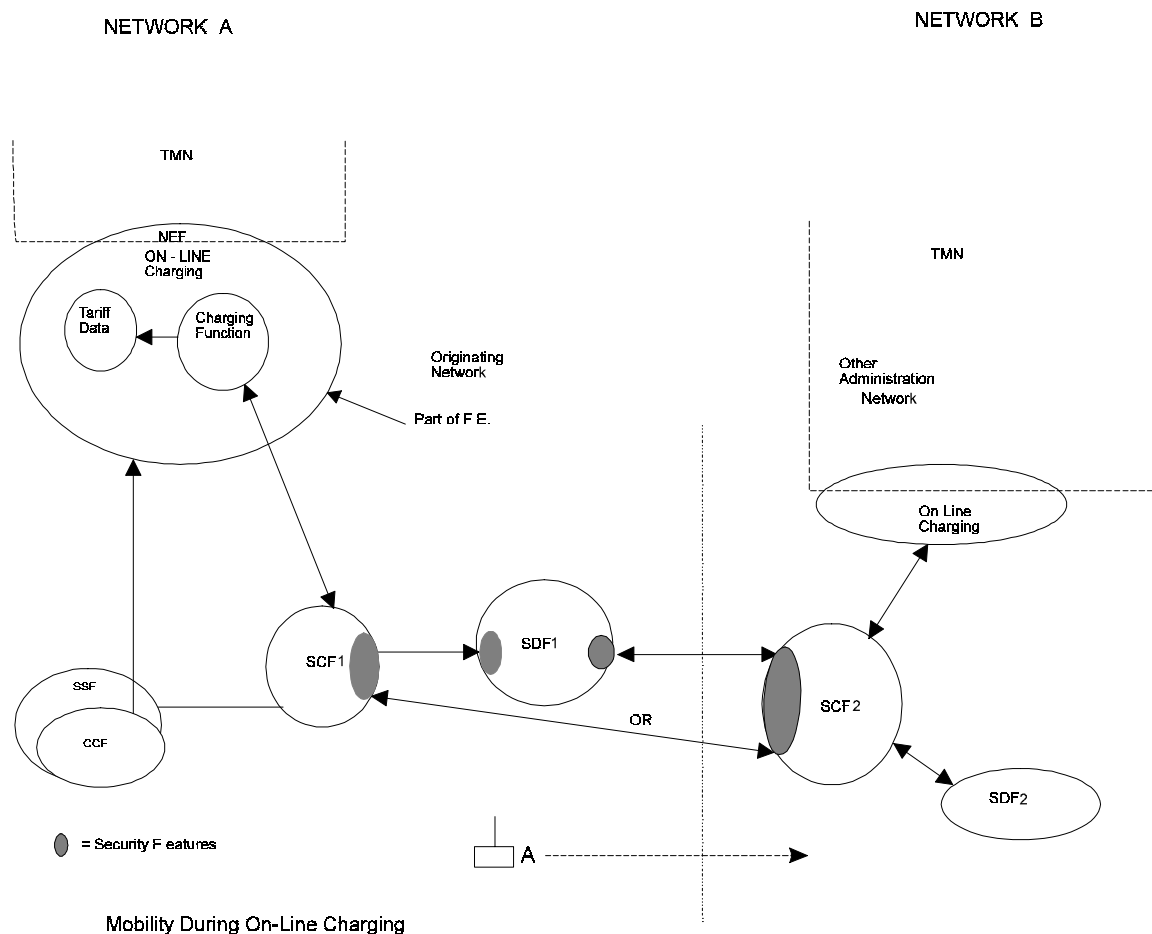 NETWORK A
NETWORK B
TMN
NEF
ON - LINE
Charging
Tariff
Data
Charging
Function
Originating
Network
Part of F.E.
TMN
Other
Administration
Network
On Line
Charging
SCF1
SDF1
SCF2
SDF2
OR
SSF
CCF
= Security F eatures
A
Mobility During On-Line Charging